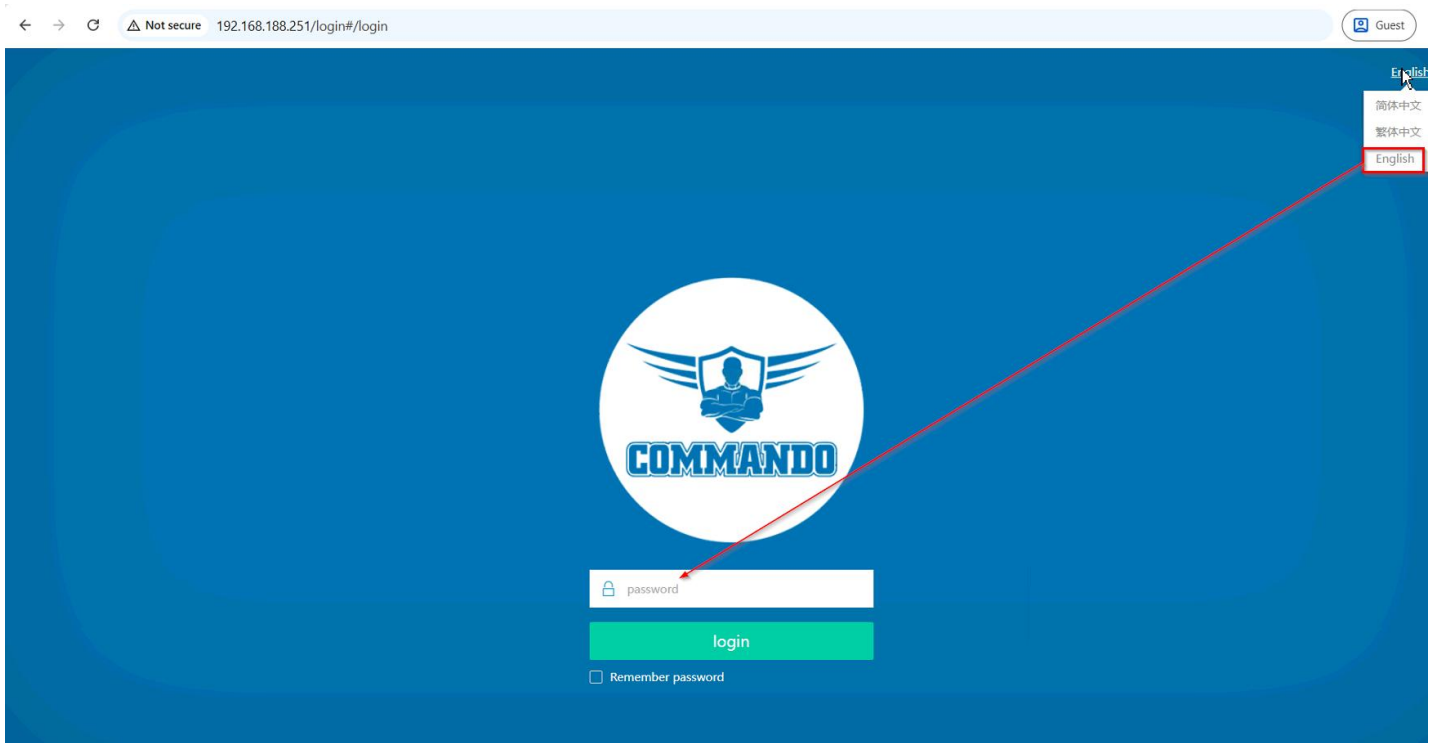 Not secure 192.168.188.251/login#/login
Guest
English
简体中文
繁体中文
English
COMMANDO
password
login
Remember password